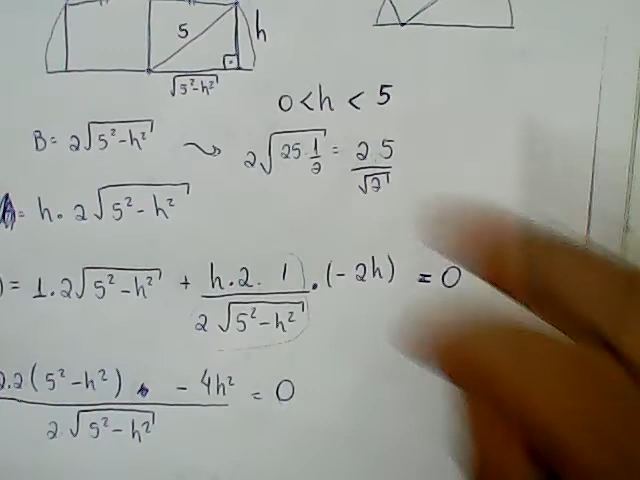 5 h
√5²-h²
0<h<5
B= 2√5²-h² ⤳ 2√25.1/2 = 2.5/√2
= h. 2√5²-h²
) = 1.2√5²-h² + h.2.1/2√5²-h² . (-2h) = 0
2.2(5²-h²) - 4h²/2.√5²-h² = 0